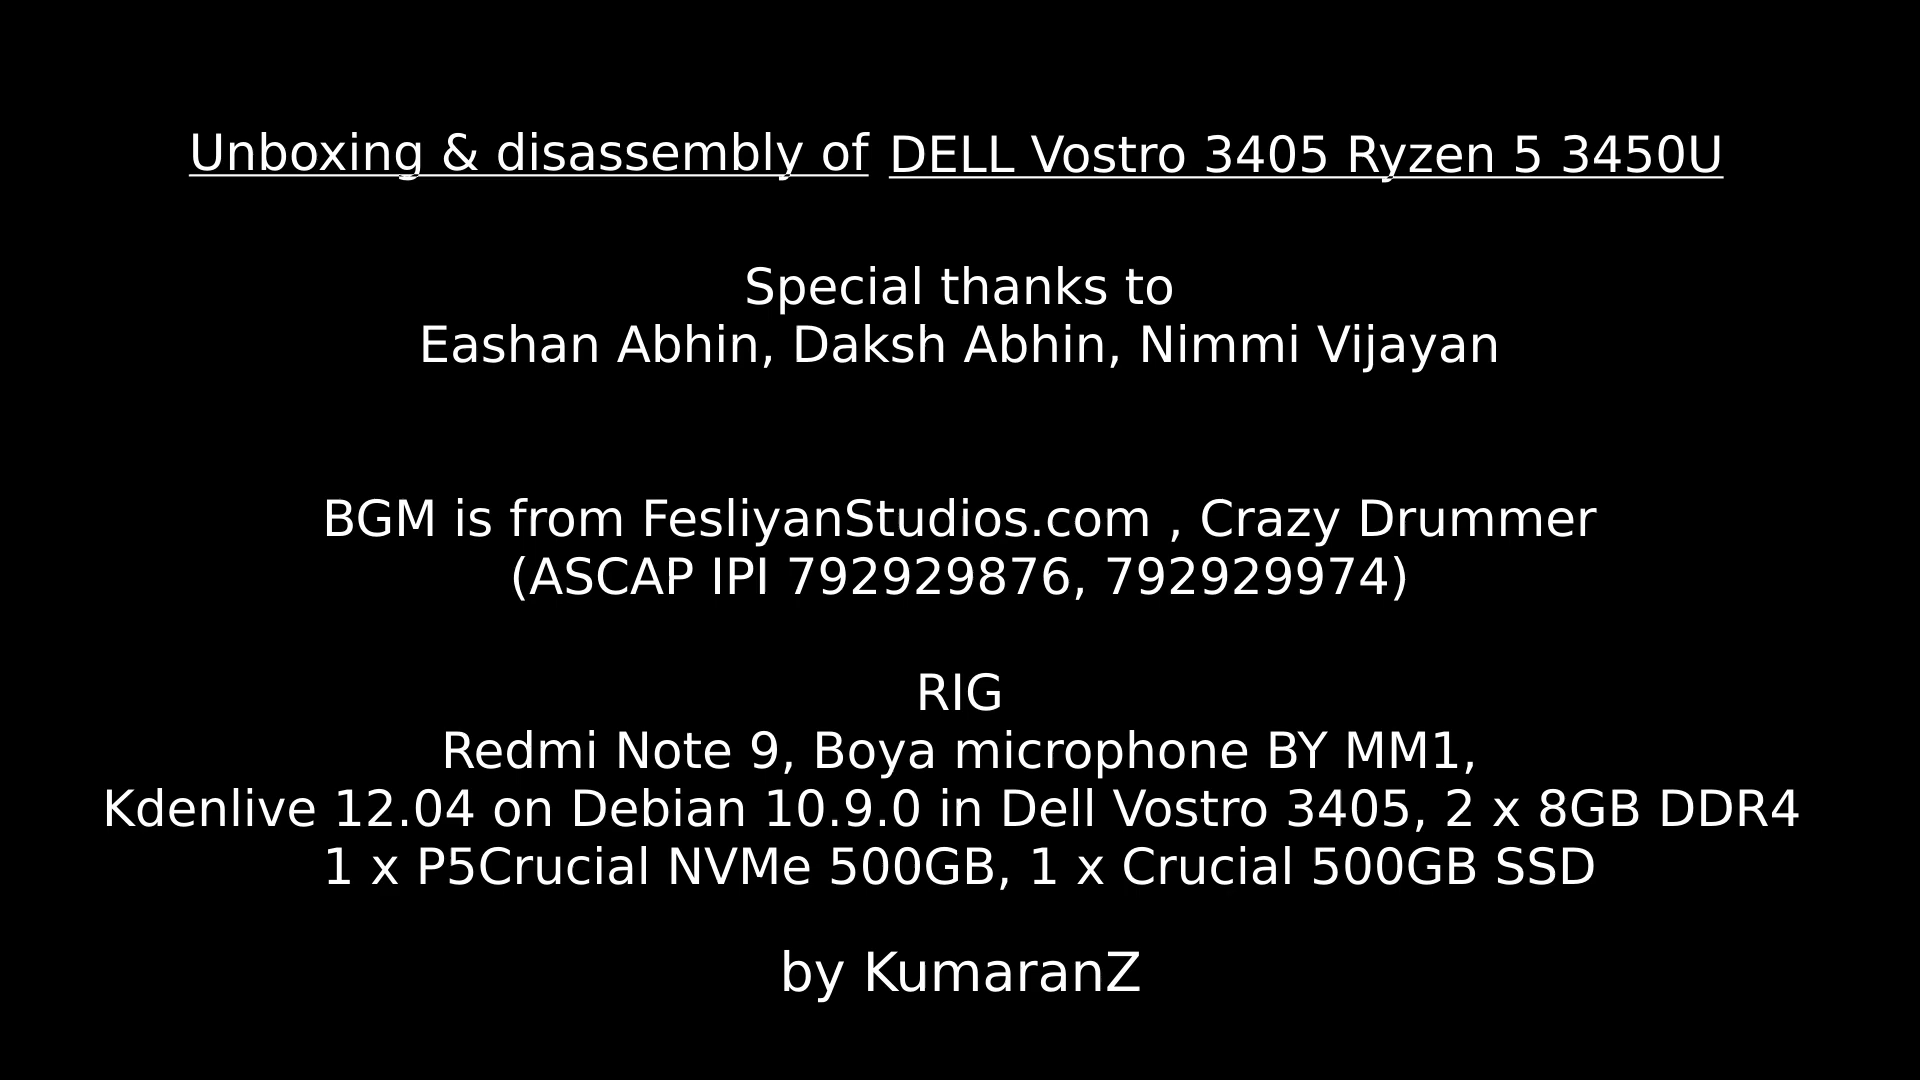 Unboxing & disassembly of DELL Vostro 3405 Ryzen 5 3450U
Special thanks to
Eashan Abhin, Daksh Abhin, Nimmi Vijayan
BGM is from FesliyanStudios.com , Crazy Drummer
(ASCAP IPI 792929876, 792929974)
RIG
Redmi Note 9, Boya microphone BY MM1,
Kdenlive 12.04 on Debian 10.9.0 in Dell Vostro 3405, 2 x 8GB DDR4
1 x P5Crucial NVMe 500GB, 1 x Crucial 500GB SSD
by KumaranZ